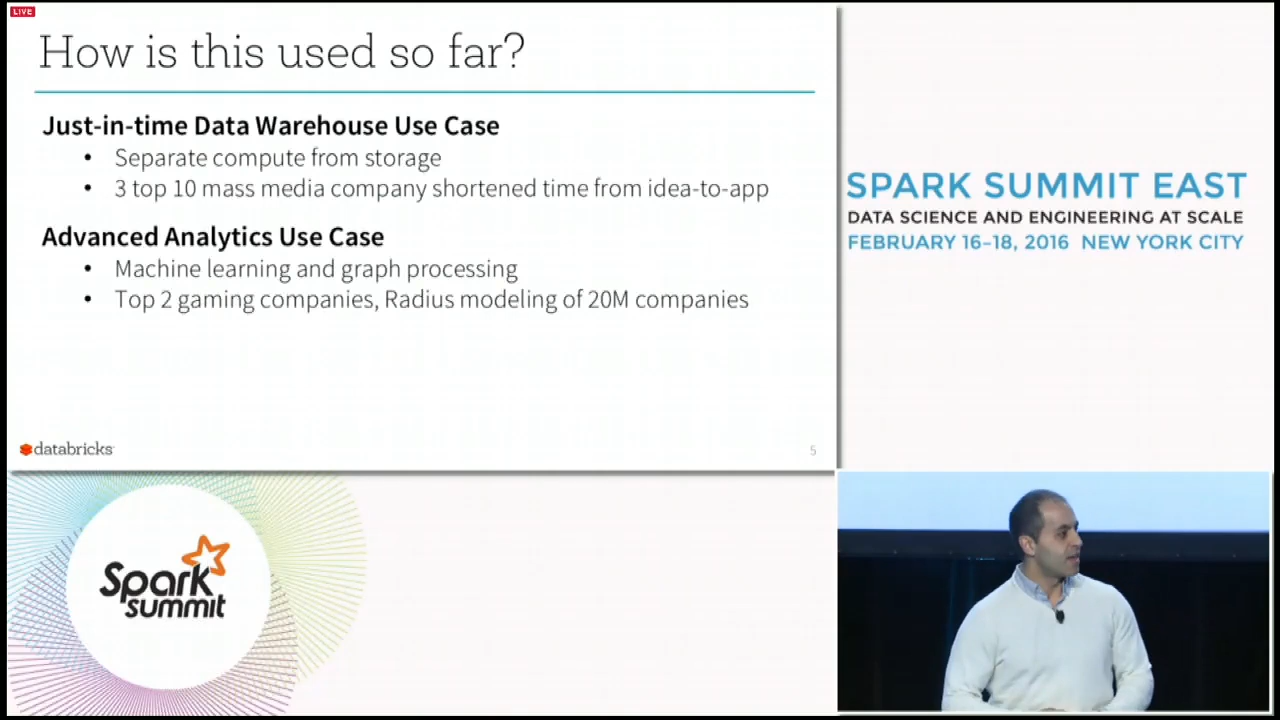 LIVE
How is this used so far?
Just-in-time Data Warehouse Use Case
• Separate compute from storage
• 3 top 10 mass media company shortened time from idea-to-app
Advanced Analytics Use Case
• Machine learning and graph processing
• Top 2 gaming companies, Radius modeling of 20M companies
databricks
5
SPARK SUMMIT EAST
DATA SCIENCE AND ENGINEERING AT SCALE
FEBRUARY 16–18, 2016 NEW YORK CITY
Spark
summit